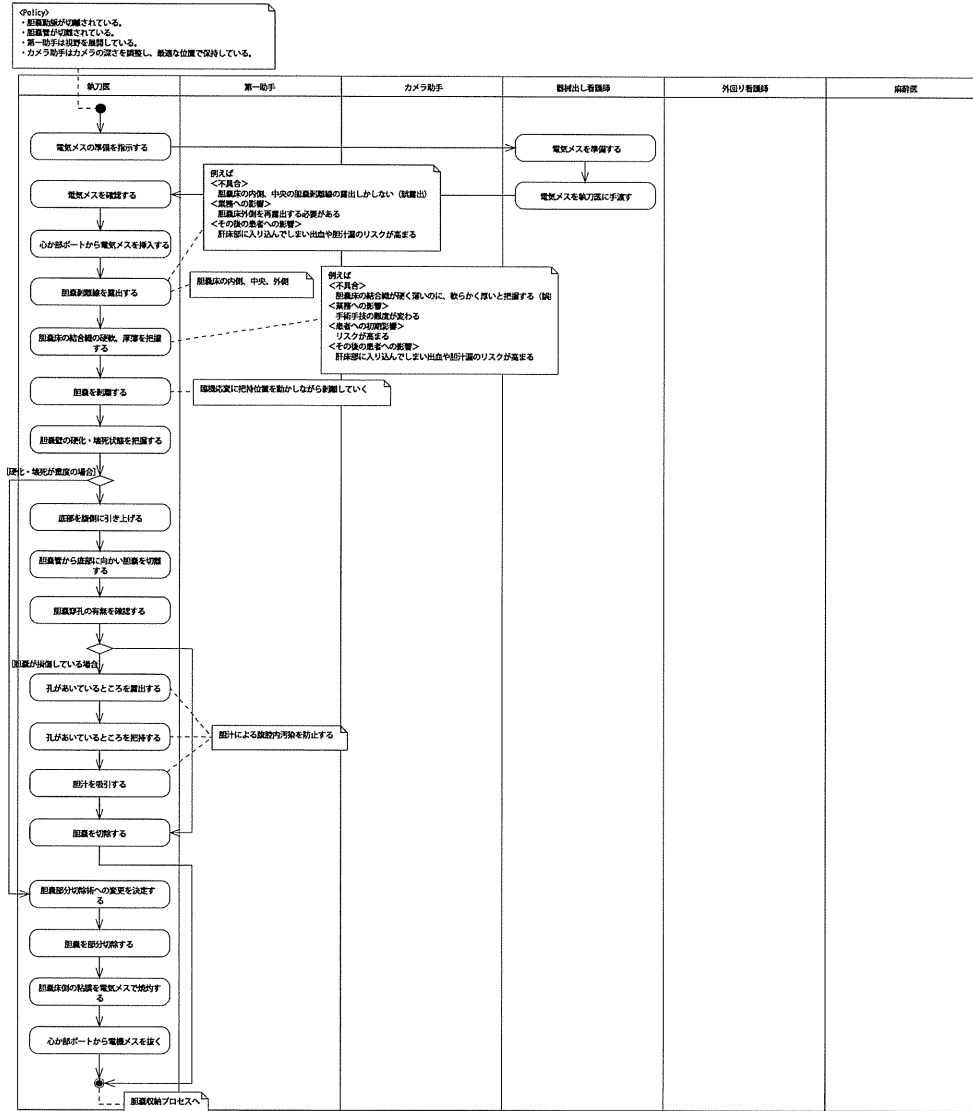 <Policy>
・胆嚢動脈が切離されている。
・胆嚢管が切離されている。
・第一助手は視野を展開している。
・カメラ助手はカメラの深さを調整し、最適な位置で保持している。
執刀医
第一助手
カメラ助手
器械出し看護師
外回り看護師
麻酔医
電気メスの準備を指示する
電気メスを準備する
電気メスを執刀医に手渡す
電気メスを確認する
例えば
＜不具合＞
胆嚢床の内側、中央の胆嚢剥離線の露出しかしない（誤露出）
＜業務への影響＞
胆嚢床外側を再露出する必要がある
＜その後の患者への影響＞
肝床部に入り込んでしまい出血や胆汁漏のリスクが高まる
心か部ポートから電気メスを挿入する
胆嚢剥離線を露出する
胆嚢床の内側、中央、外側
例えば
＜不具合＞
胆嚢床の結合織が硬く薄いのに、軟らかく厚いと把握する（誤
＜業務への影響＞
手術手技の難度が変わる
＜患者への初期影響＞
リスクが高まる
＜その後の患者への影響＞
肝床部に入り込んでしまい出血や胆汁漏のリスクが高まる
胆嚢床の結合織の硬軟、厚薄を把握
する
胆嚢を剥離する
臨機応変に把持位置を動かしながら剥離していく
胆嚢壁の硬化・壊死状態を把握する
[硬化・壊死が重度の場合]
底部を腹側に引き上げる
胆嚢管から底部に向かい胆嚢を切離
する
胆嚢穿孔の有無を確認する
[胆嚢が損傷している場合
孔があいているところを露出する
孔があいているところを把持する
胆汁による腹腔内汚染を防止する
胆汁を吸引する
胆嚢を切除する
胆嚢部分切除術への変更を決定す
る
胆嚢を部分切除する
胆嚢床側の粘膜を電気メスで焼灼す
る
心か部ポートから電機メスを抜く
胆嚢収納プロセスへ